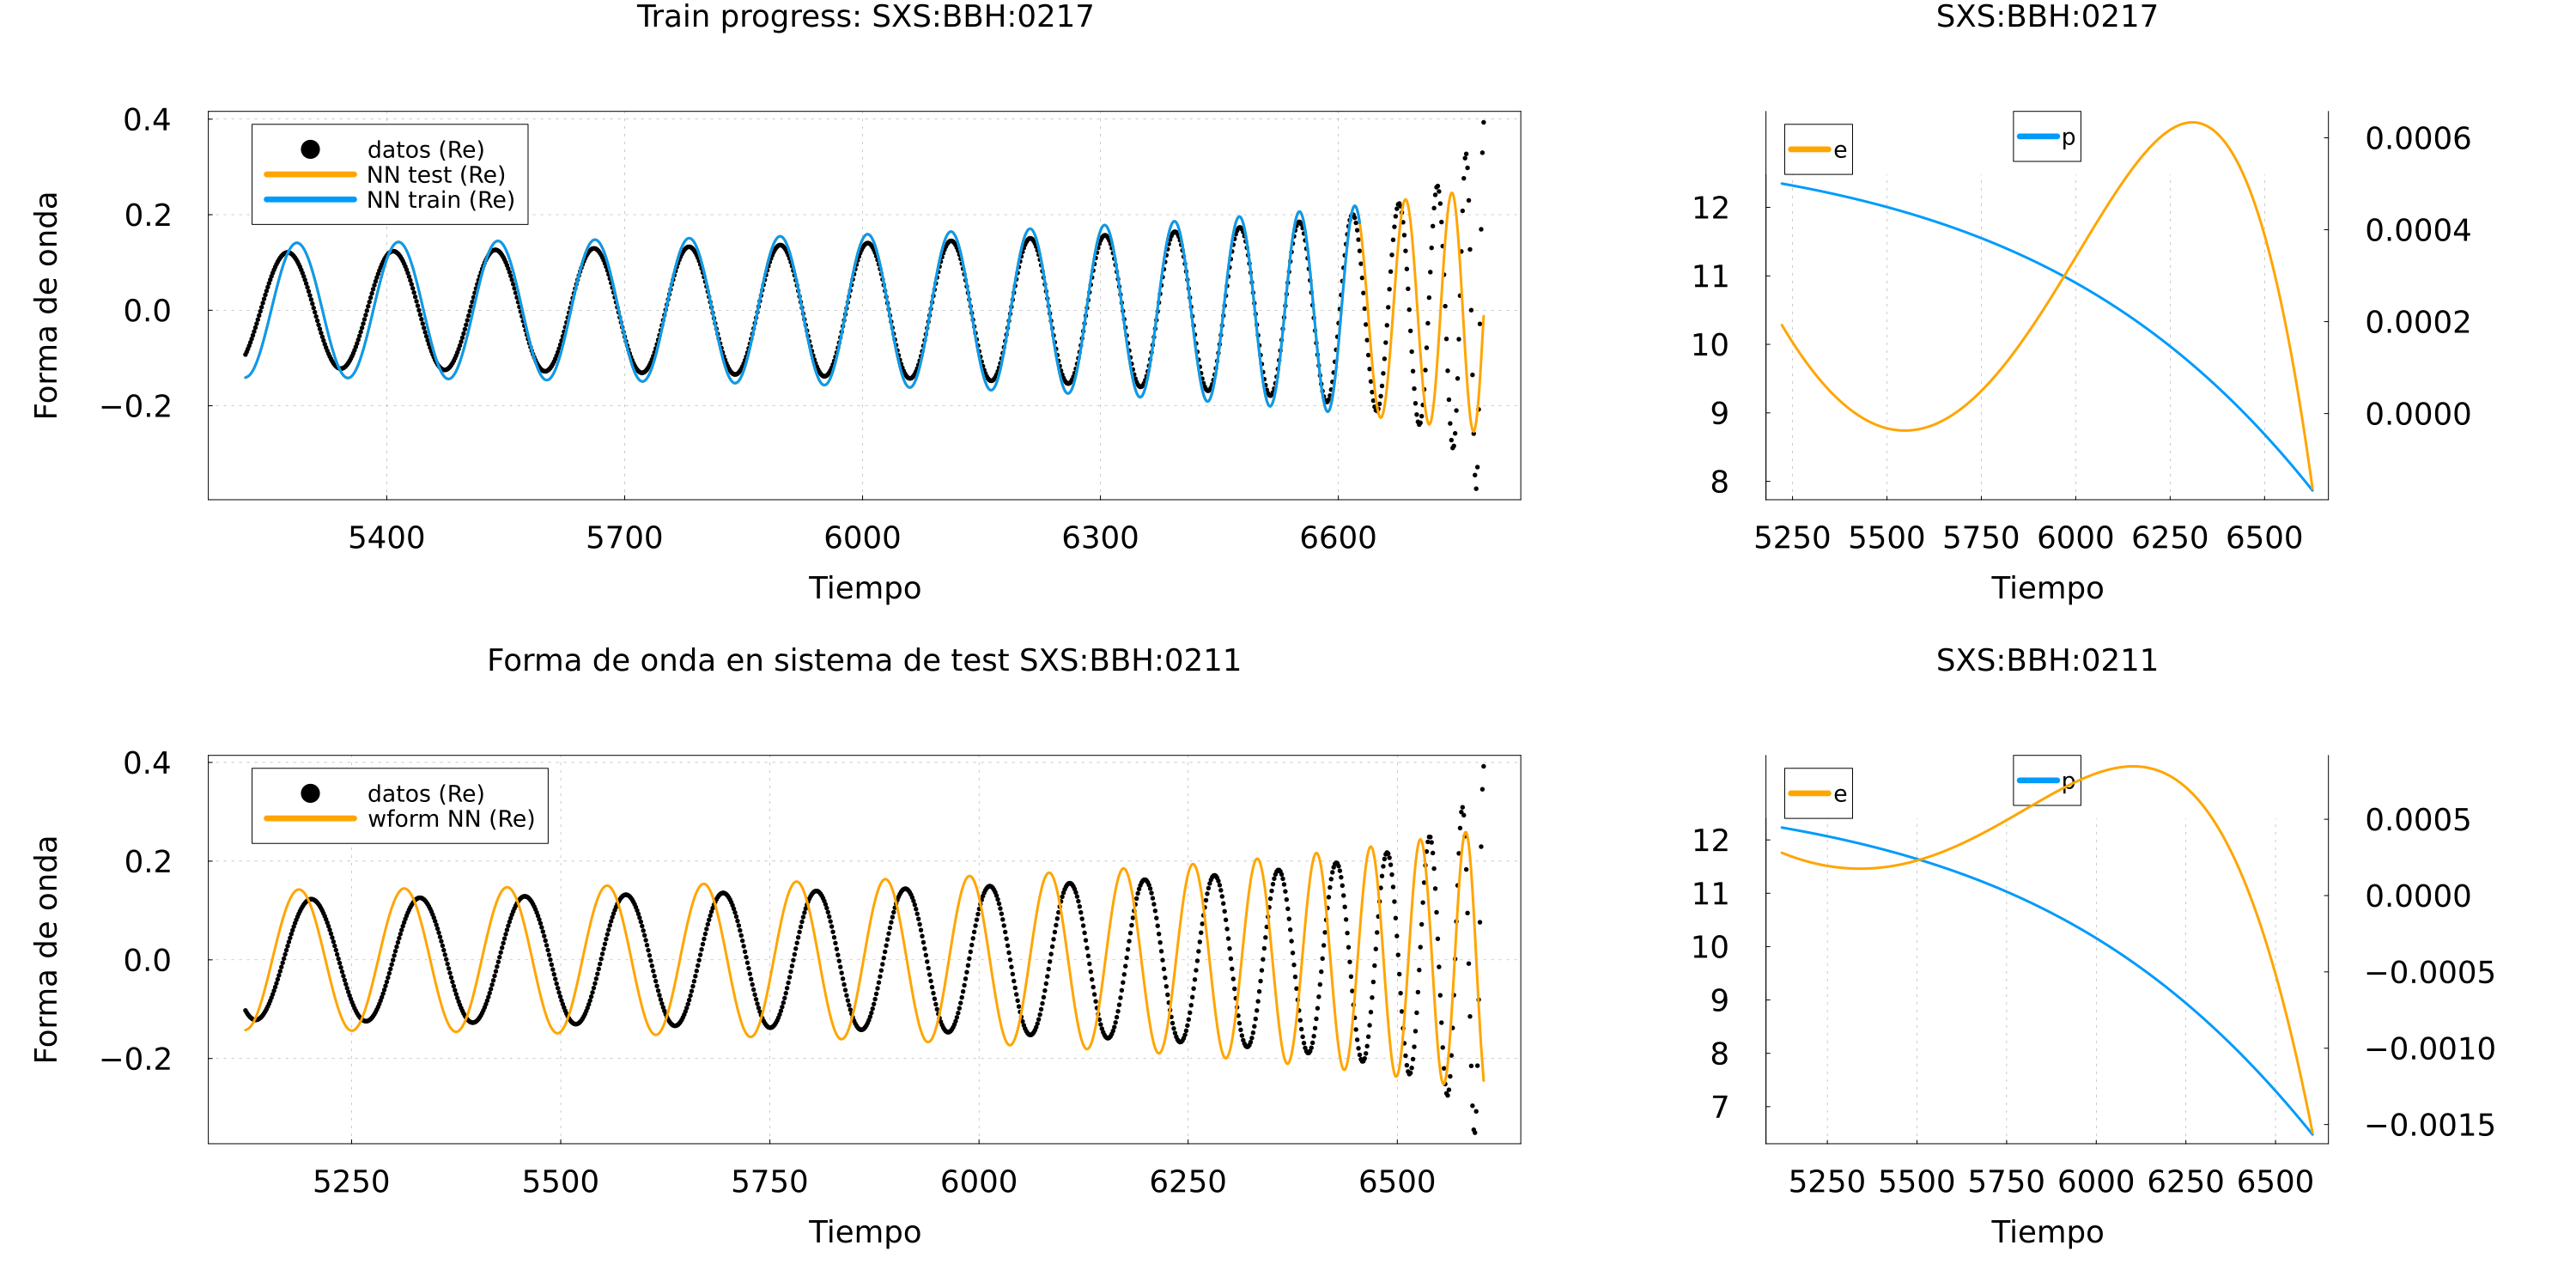 Train progress: SXS:BBH:0217
0.4
0.2
0.0
−0.2
Forma de onda
datos (Re)
NN test (Re)
NN train (Re)
5400 5700 6000 6300 6600
Tiempo
SXS:BBH:0217
12
11
10
9
8
e
p
0.0006
0.0004
0.0002
0.0000
5250 5500 5750 6000 6250 6500
Tiempo
Forma de onda en sistema de test SXS:BBH:0211
0.4
0.2
0.0
−0.2
Forma de onda
datos (Re)
wform NN (Re)
5250 5500 5750 6000 6250 6500
Tiempo
SXS:BBH:0211
12
11
10
9
8
7
e
p
0.0005
0.0000
−0.0005
−0.0010
−0.0015
5250 5500 5750 6000 6250 6500
Tiempo